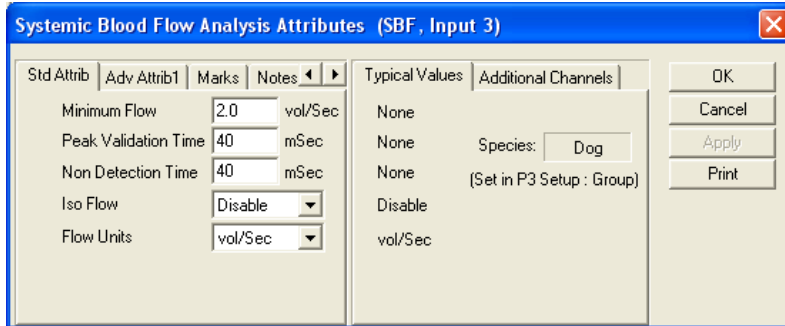 Systemic Blood Flow Analysis Attributes (SBF, Input 3)
Std Attrib Adv Attrib1 Marks Notes
Minimum Flow 2.0 vol/Sec
Peak Validation Time 40 mSec
Non Detection Time 40 mSec
Iso Flow Disable
Flow Units vol/Sec
Typical Values Additional Channels
None
None Species: Dog
None (Set in P3 Setup : Group)
Disable
vol/Sec
OK
Cancel
Apply
Print